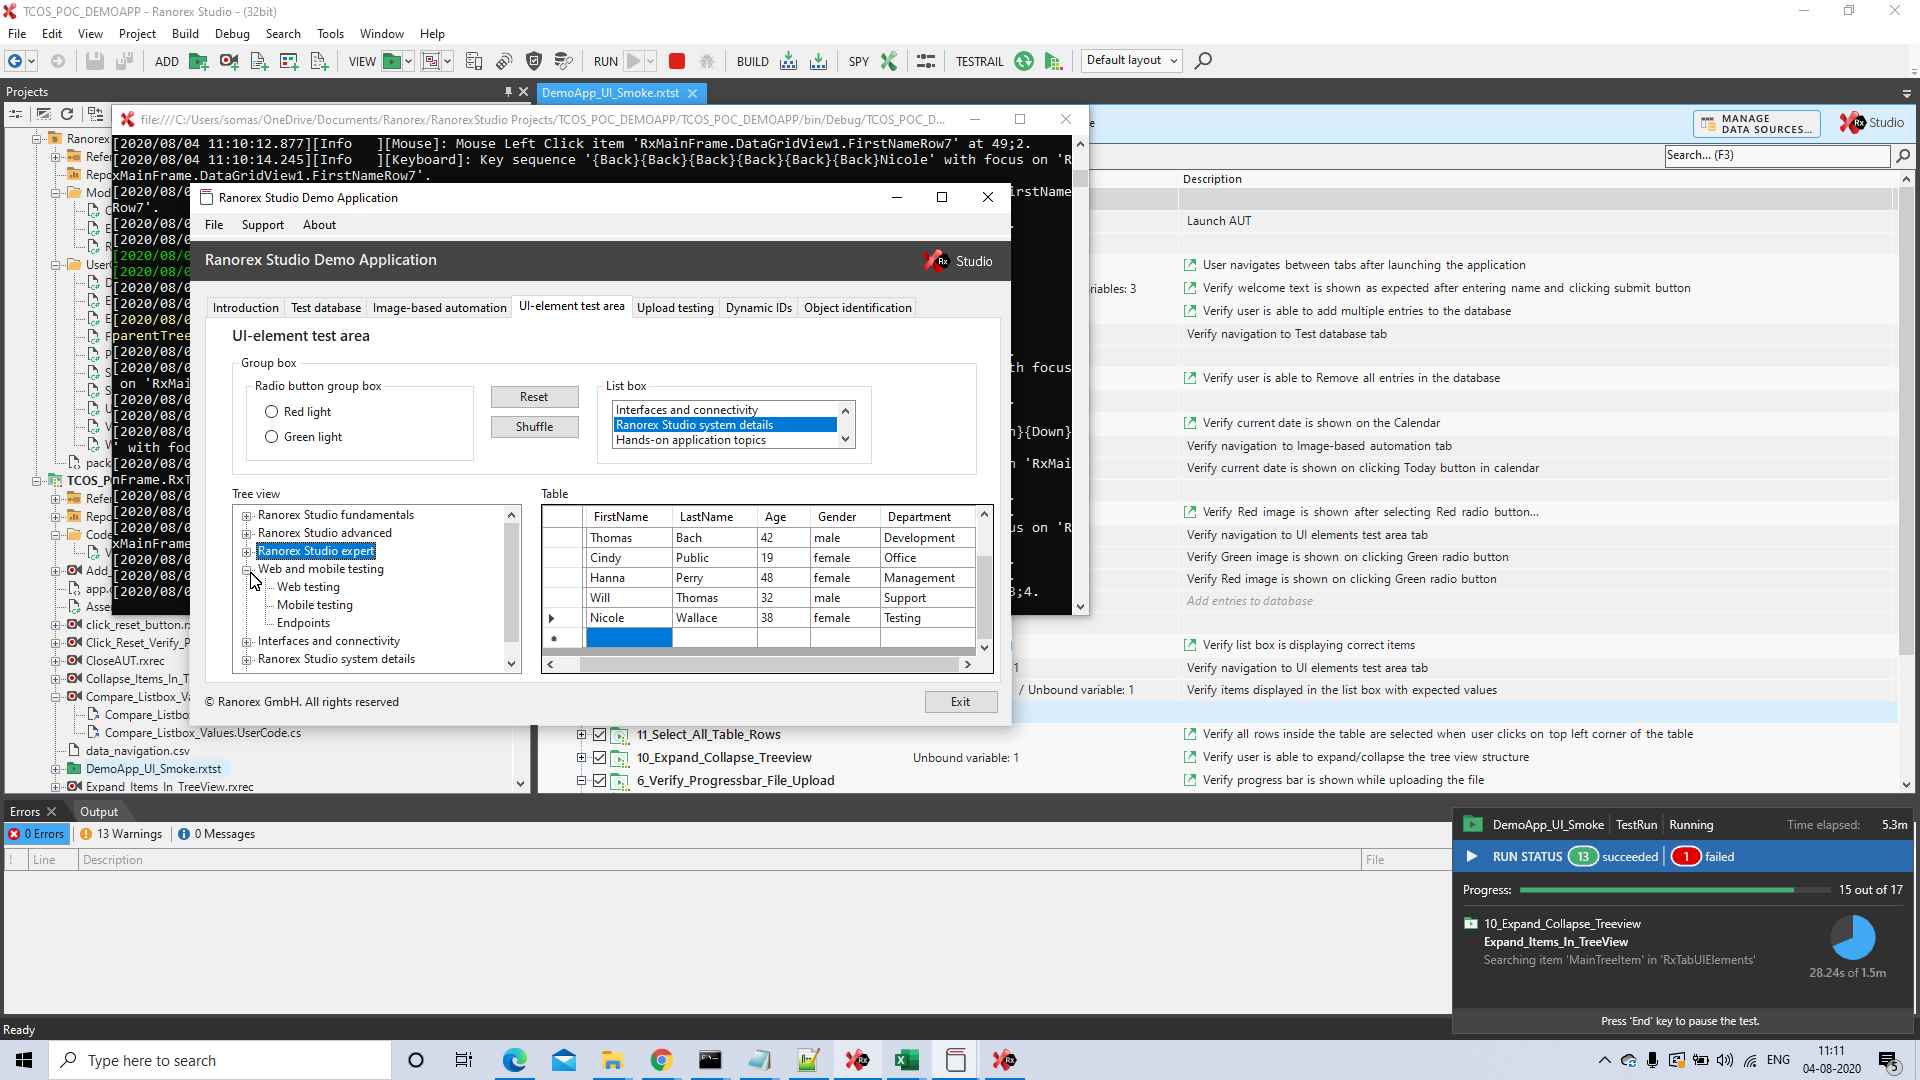 TCOS_POC_DEMOAPP - Ranorex Studio - (32bit)
File Edit View Project Build Debug Search Tools Window Help
ADD VIEW RUN BUILD SPY TESTRAIL Default layout
Projects
DemoApp_UI_Smoke.rxtst
file:///C:/Users/somas/OneDrive/Documents/Ranorex/RanorexStudio Projects/TCOS_POC_DEMOAPP/TCOS_POC_DEMOAPP/bin/Debug/TCOS_POC_D...
MANAGE
DATA SOURCES...
Studio
Search... (F3)
Description
[2020/08/04 11:10:12.877][Info ][Mouse]: Mouse Left Click item 'RxMainFrame.DataGridView1.FirstNameRow7' at 49;2.
[2020/08/04 11:10:14.245][Info ][Keyboard]: Key sequence '{Back}{Back}{Back}{Back}{Back}{Back}Nicole' with focus on 'R
xMainFrame.DataGridView1.FirstNameRow7'.
Ranorex Studio Demo Application
File Support About
Ranorex Studio Demo Application
Studio
Introduction Test database Image-based automation UI-element test area Upload testing Dynamic IDs Object identification
UI-element test area
Group box
Radio button group box
Red light
Green light
Reset
Shuffle
List box
Interfaces and connectivity
Ranorex Studio system details
Hands-on application topics
Tree view
Ranorex Studio fundamentals
Ranorex Studio advanced
Ranorex Studio expert
Web and mobile testing
Web testing
Mobile testing
Endpoints
Interfaces and connectivity
Ranorex Studio system details
Table
FirstName LastName Age Gender Department
Thomas Bach 42 male Development
Cindy Public 19 female Office
Hanna Perry 48 female Management
Will Thomas 32 male Support
Nicole Wallace 38 female Testing
© Ranorex GmbH. All rights reserved
Exit
Launch AUT
User navigates between tabs after launching the application
iables: 3 Verify welcome text is shown as expected after entering name and clicking submit button
Verify user is able to add multiple entries to the database
Verify navigation to Test database tab
Verify user is able to Remove all entries in the database
Verify current date is shown on the Calendar
Verify navigation to Image-based automation tab
Verify current date is shown on clicking Today button in calendar
Verify Red image is shown after selecting Red radio button...
Verify navigation to UI elements test area tab
Verify Green image is shown on clicking Green radio button
Verify Red image is shown on clicking Green radio button
Add entries to database
Verify list box is displaying correct items
Verify navigation to UI elements test area tab
/ Unbound variable: 1 Verify items displayed in the list box with expected values
11_Select_All_Table_Rows Verify all rows inside the table are selected when user clicks on top left corner of the table
10_Expand_Collapse_Treeview Unbound variable: 1 Verify user is able to expand/collapse the tree view structure
6_Verify_Progressbar_File_Upload Verify progress bar is shown while uploading the file
Ranorex
click_reset_button.r
Click_Reset_Verify_P
CloseAUT.rxrec
Collapse_Items_In_T
Compare_Listbox_Va
Compare_Listbo
Compare_Listbox_Values.UserCode.cs
data_navigation.csv
DemoApp_UI_Smoke.rxtst
Expand_Items_In_TreeView.rxrec
Errors Output
0 Errors 13 Warnings 0 Messages
! Line Description File
DemoApp_UI_Smoke TestRun Running Time elapsed: 5.3m
RUN STATUS 13 succeeded 1 failed
Progress: 15 out of 17
10_Expand_Collapse_Treeview
Expand_Items_In_TreeView
Searching item 'MainTreeItem' in 'RxTabUIElements'
28.24s of 1.5m
Press 'End' key to pause the test.
Ready
Type here to search
ENG
11:11
04-08-2020
5